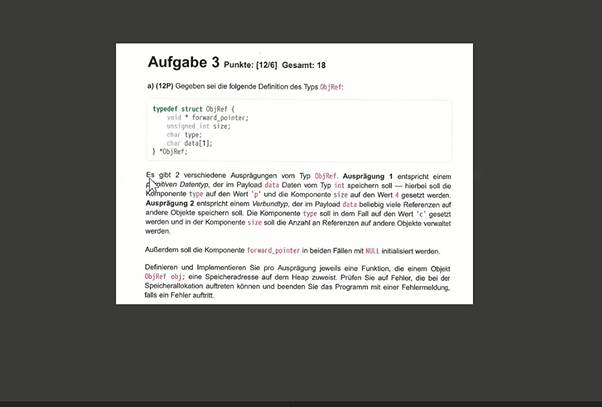 Aufgabe 3 Punkte: [12/6] Gesamt: 18
a) (12P) Gegeben sei die folgende Definition des Typs ObjRef:
typedef struct ObjRef {
void * forward_pointer;
unsigned int size;
char type;
char data[1];
} *ObjRef;
Es gibt 2 verschiedene Ausprägungen vom Typ ObjRef. Ausprägung 1 entspricht einem
primitiven Datentyp, der im Payload data Daten vom Typ int speichern soll — hierbei soll die
Komponente type auf den Wert 'p' und die Komponente size auf den Wert 4 gesetzt werden.
Ausprägung 2 entspricht einem Verbundtyp, der im Payload data beliebig viele Referenzen auf
andere Objekte speichern soll. Die Komponente type soll in dem Fall auf den Wert 'c' gesetzt
werden und in der Komponente size soll die Anzahl an Referenzen auf andere Objekte verwaltet
werden.
Außerdem soll die Komponente forward_pointer in beiden Fällen mit NULL initialisiert werden.
Definieren und Implementieren Sie pro Ausprägung jeweils eine Funktion, die einem Objekt
ObjRef obj; eine Speicheradresse auf dem Heap zuweist. Prüfen Sie auf Fehler, die bei der
Speicherallokation auftreten können und beenden Sie das Programm mit einer Fehlermeldung,
falls ein Fehler auftritt.